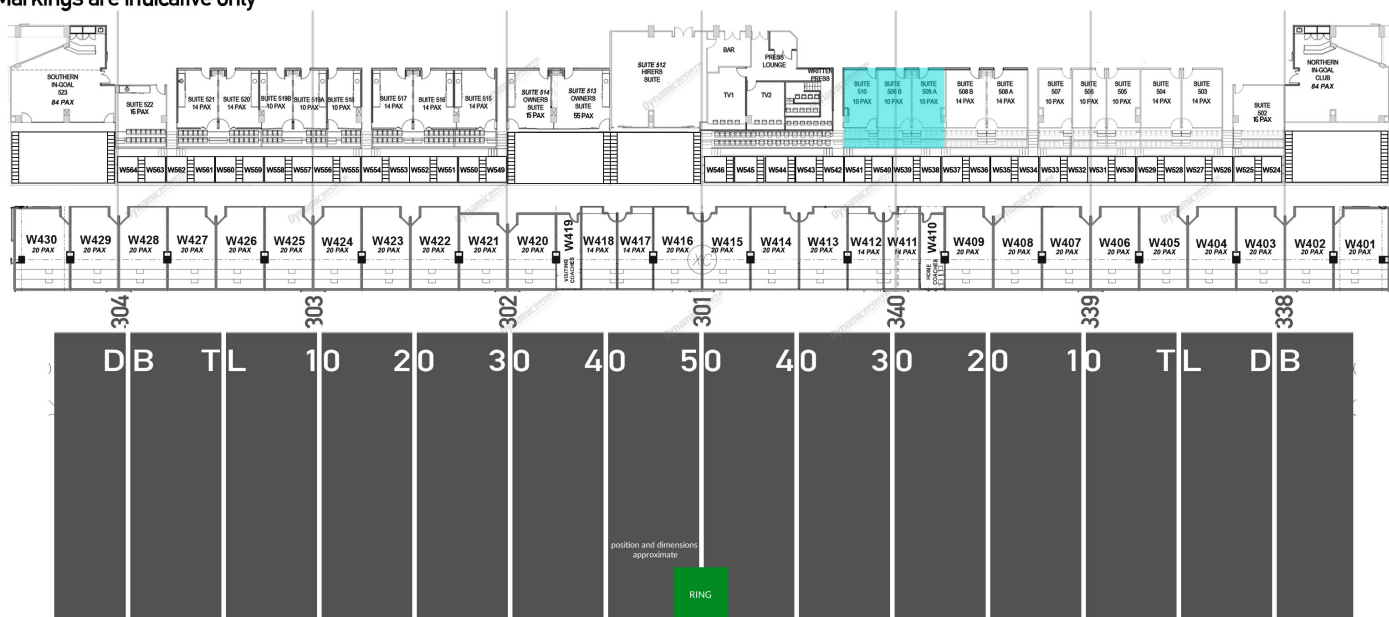 Markings are indicative only
SOUTHERN
IN-GOAL
523
84 PAX
SUITE 522
16 PAX
SUITE 521
14 PAX
SUITE 520
14 PAX
SUITE 519B
10 PAX
SUITE 519A
10 PAX
SUITE 518
10 PAX
SUITE 517
14 PAX
SUITE 516
14 PAX
SUITE 515
14 PAX
SUITE 514
OWNERS
SUITE
15 PAX
SUITE 513
OWNERS
SUITE
55 PAX
SUITE 512
HIRERS
SUITE
BAR
PRESS
LOUNGE
WRITTEN
PRESS
TV1
TV2
SUITE
510
10 PAX
SUITE
509 B
10 PAX
SUITE
509 A
10 PAX
SUITE
508 B
14 PAX
SUITE
508 A
14 PAX
SUITE
507
10 PAX
SUITE
506
10 PAX
SUITE
505
10 PAX
SUITE
504
14 PAX
SUITE
503
14 PAX
SUITE
502
16 PAX
NORTHERN
IN-GOAL
CLUB
84 PAX
W564 W563 W562 W561 W560 W559 W558 W557 W556 W555 W554 W553 W552 W551 W550 W549
W546 W545 W544 W543 W542 W541 W540 W539 W538 W537 W536 W535 W534 W533 W532 W531 W530 W529 W528 W527 W526 W525 W524
W430
20 PAX
W429
20 PAX
W428
20 PAX
W427
20 PAX
W426
20 PAX
W425
20 PAX
W424
20 PAX
W423
20 PAX
W422
20 PAX
W421
20 PAX
W420
20 PAX
W419
VISITING
COACHES
W418
14 PAX
W417
14 PAX
W416
20 PAX
W415
20 PAX
W414
20 PAX
W413
20 PAX
W412
14 PAX
W411
14 PAX
W410
HOME
COACHES
W409
20 PAX
W408
20 PAX
W407
20 PAX
W406
20 PAX
W405
20 PAX
W404
20 PAX
W403
20 PAX
W402
20 PAX
W401
20 PAX
304 303 302 301 340 339 338
DB TL 10 20 30 40 50 40 30 20 10 TL DB
position and dimensions
approximate
RING